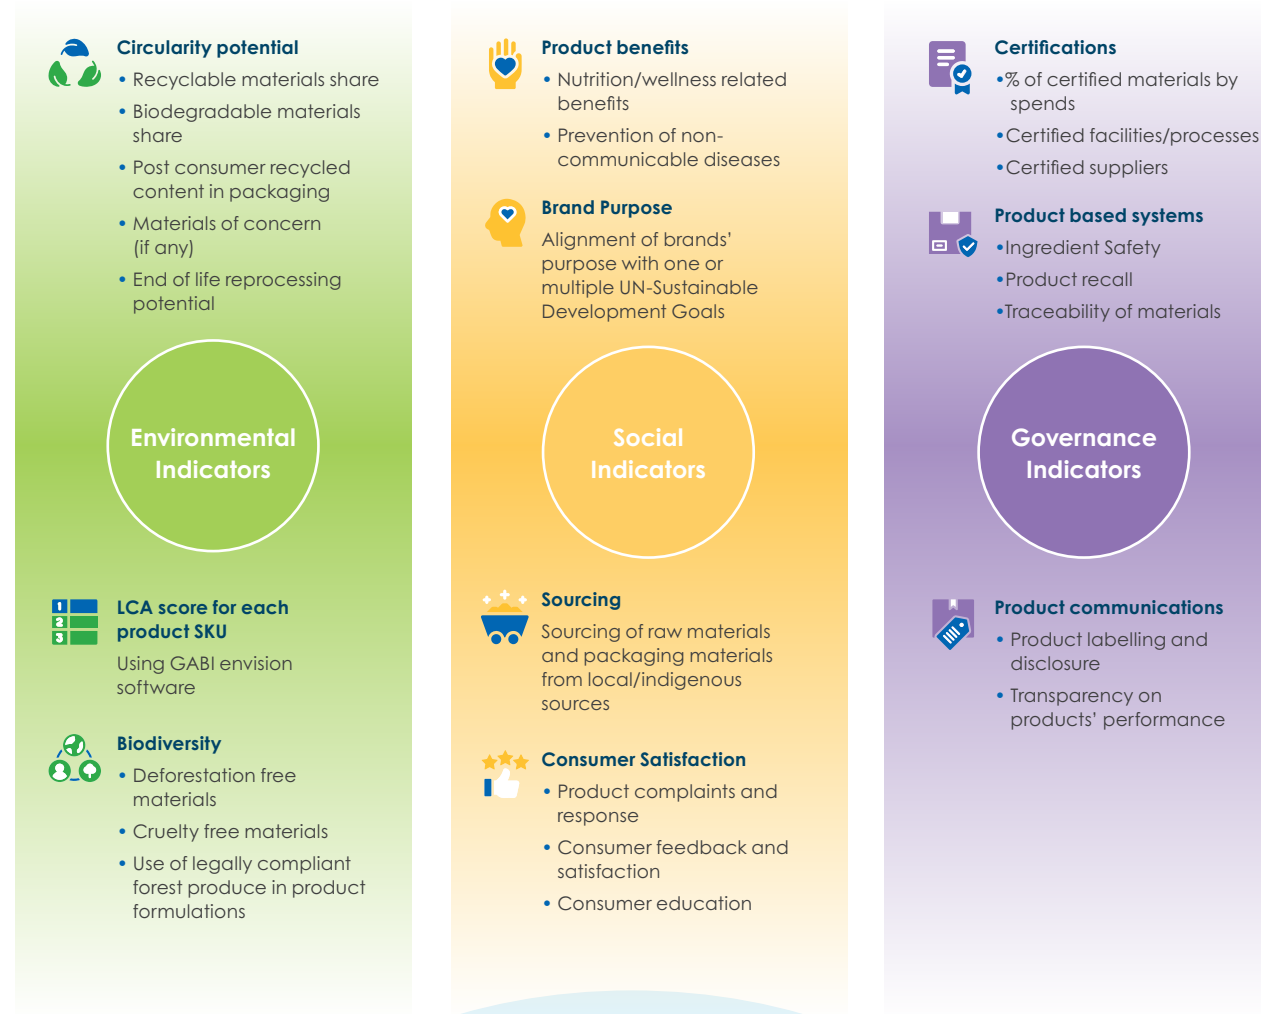 Circularity potential
• Recyclable materials share
• Biodegradable materials
share
• Post consumer recycled
content in packaging
• Materials of concern
(if any)
• End of life reprocessing
potential
Environmental
Indicators
1
2
3
LCA score for each
product SKU
Using GABI envision
software
Biodiversity
• Deforestation free
materials
• Cruelty free materials
• Use of legally compliant
forest produce in product
formulations
Product benefits
• Nutrition/wellness related
benefits
• Prevention of non-
communicable diseases
Brand Purpose
Alignment of brands’
purpose with one or
multiple UN-Sustainable
Development Goals
Social
Indicators
Sourcing
Sourcing of raw materials
and packaging materials
from local/indigenous
sources
Consumer Satisfaction
• Product complaints and
response
• Consumer feedback and
satisfaction
• Consumer education
Certifications
•% of certified materials by
spends
•Certified facilities/processes
•Certified suppliers
Product based systems
•Ingredient Safety
•Product recall
•Traceability of materials
Governance
Indicators
Product communications
• Product labelling and
disclosure
• Transparency on
products’ performance